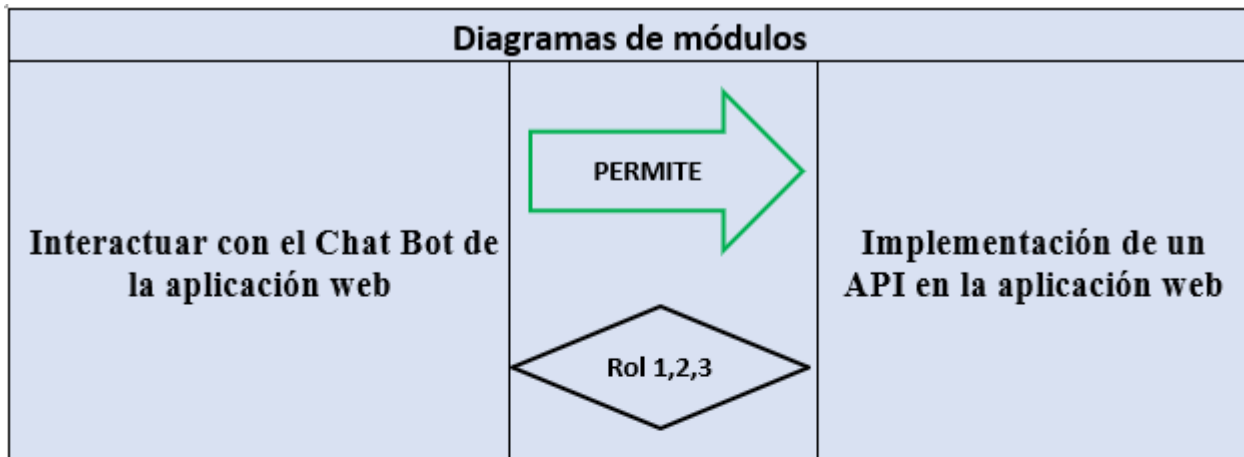 Diagramas de módulos
Interactuar con el Chat Bot de
la aplicación web
PERMITE
Rol 1,2,3
Implementación de un
API en la aplicación web